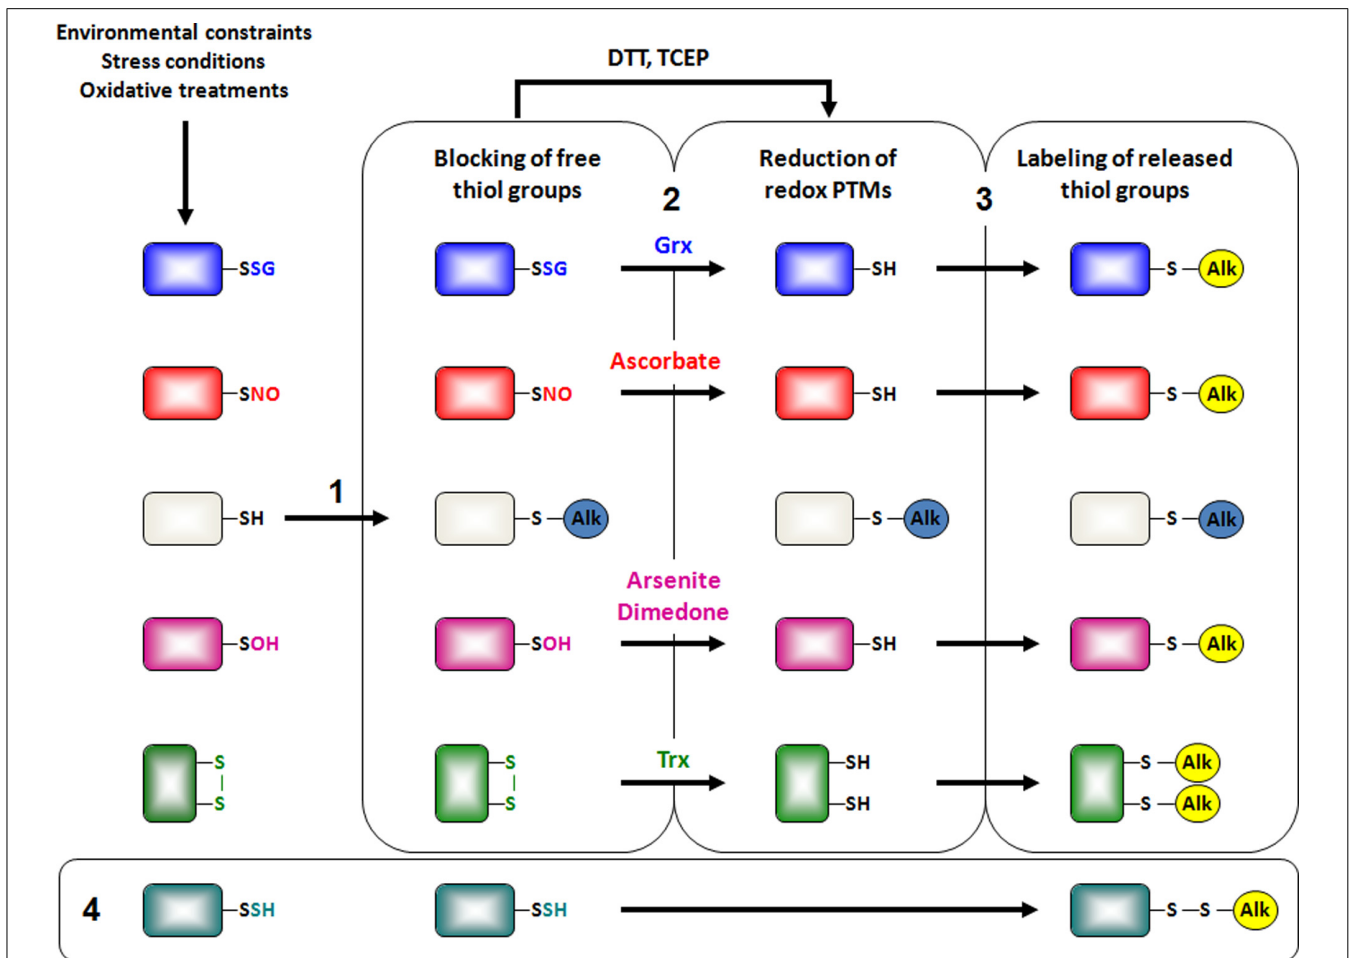 Environmental constraints
Stress conditions
Oxidative treatments
DTT, TCEP
Blocking of free
thiol groups
2
Reduction of
redox PTMs
3
Labeling of released
thiol groups
SSG
SSG
Grx
SH
S
Alk
SNO
SNO
Ascorbate
SH
S
Alk
SH
1
S
Alk
S
Alk
S
Alk
Arsenite
Dimedone
SOH
SOH
SH
S
Alk
S
S
S
S
Trx
SH
SH
S
Alk
S
Alk
4
SSH
SSH
S
S
Alk